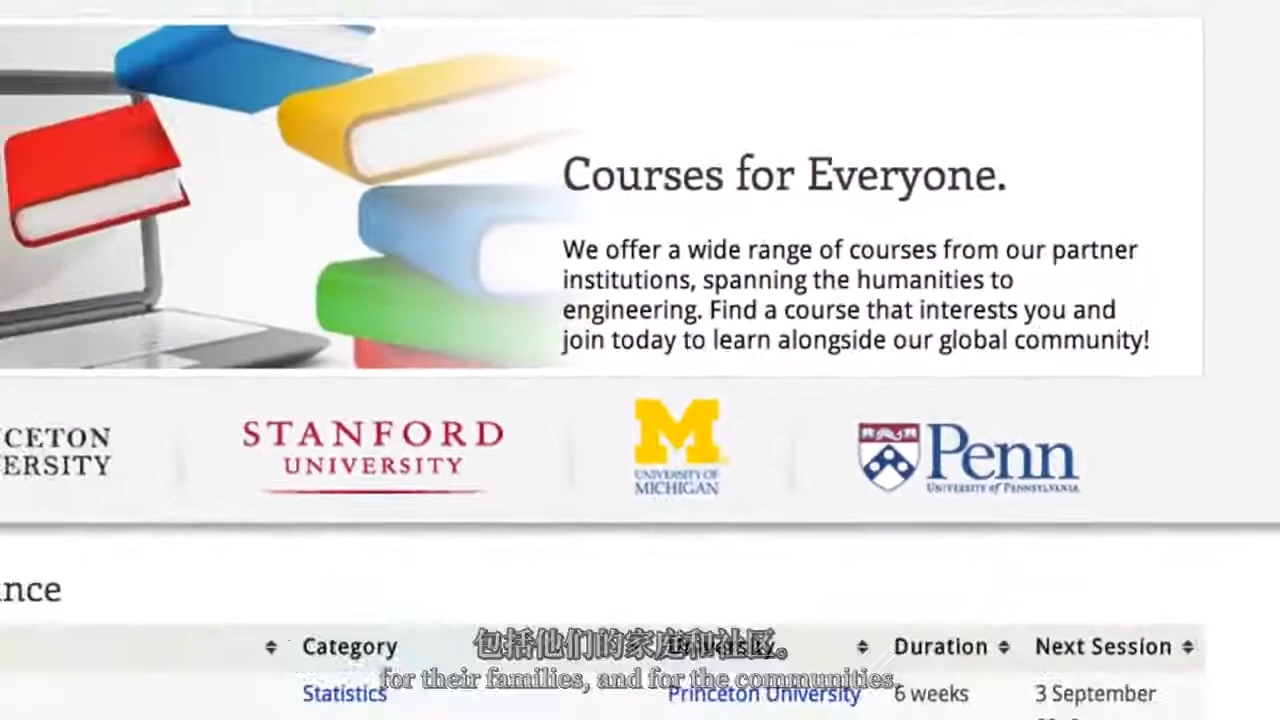 Courses for Everyone.
We offer a wide range of courses from our partner
institutions, spanning the humanities to
engineering. Find a course that interests you and
join today to learn alongside our global community!
CETON
ERSITY
STANFORD
UNIVERSITY
M
UNIVERSITY OF
MICHIGAN
Penn
UNIVERSITY of PENNSYLVANIA
nce
Category University Duration Next Session
包括他们的家庭和社区。
for their families, and for the communities.
Statistics Princeton University 6 weeks 3 September